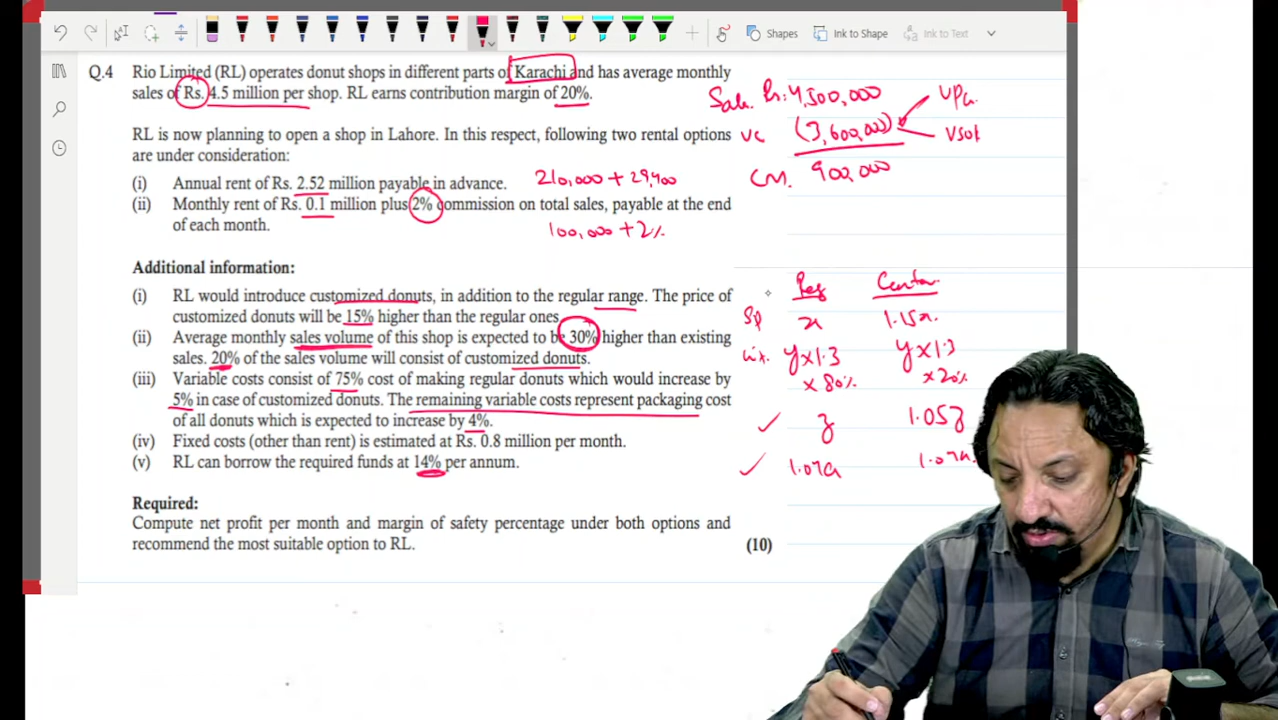 Shapes
Ink to Shape
Ink to Text
Q.4 Rio Limited (RL) operates donut shops in different parts of Karachi and has average monthly
sales of Rs. 4.5 million per shop. RL earns contribution margin of 20%.
RL is now planning to open a shop in Lahore. In this respect, following two rental options
are under consideration:
(i) Annual rent of Rs. 2.52 million payable in advance.
210,000 + 29,400
(ii) Monthly rent of Rs. 0.1 million plus 2% commission on total sales, payable at the end
of each month.
100,000 + 2%
Additional information:
(i) RL would introduce customized donuts, in addition to the regular range. The price of
customized donuts will be 15% higher than the regular ones
(ii) Average monthly sales volume of this shop is expected to be 30% higher than existing
sales. 20% of the sales volume will consist of customized donuts.
(iii) Variable costs consist of 75% cost of making regular donuts which would increase by
5% in case of customized donuts. The remaining variable costs represent packaging cost
of all donuts which is expected to increase by 4%.
(iv) Fixed costs (other than rent) is estimated at Rs. 0.8 million per month.
(v) RL can borrow the required funds at 14% per annum.
Required:
Compute net profit per month and margin of safety percentage under both options and
recommend the most suitable option to RL.
(10)
4,500,000
VC (3,600,000)
CM. 900,000
Reg
SP x 1.15x
y×1.3 y×1.3
×80% ×20%
z 1.05z